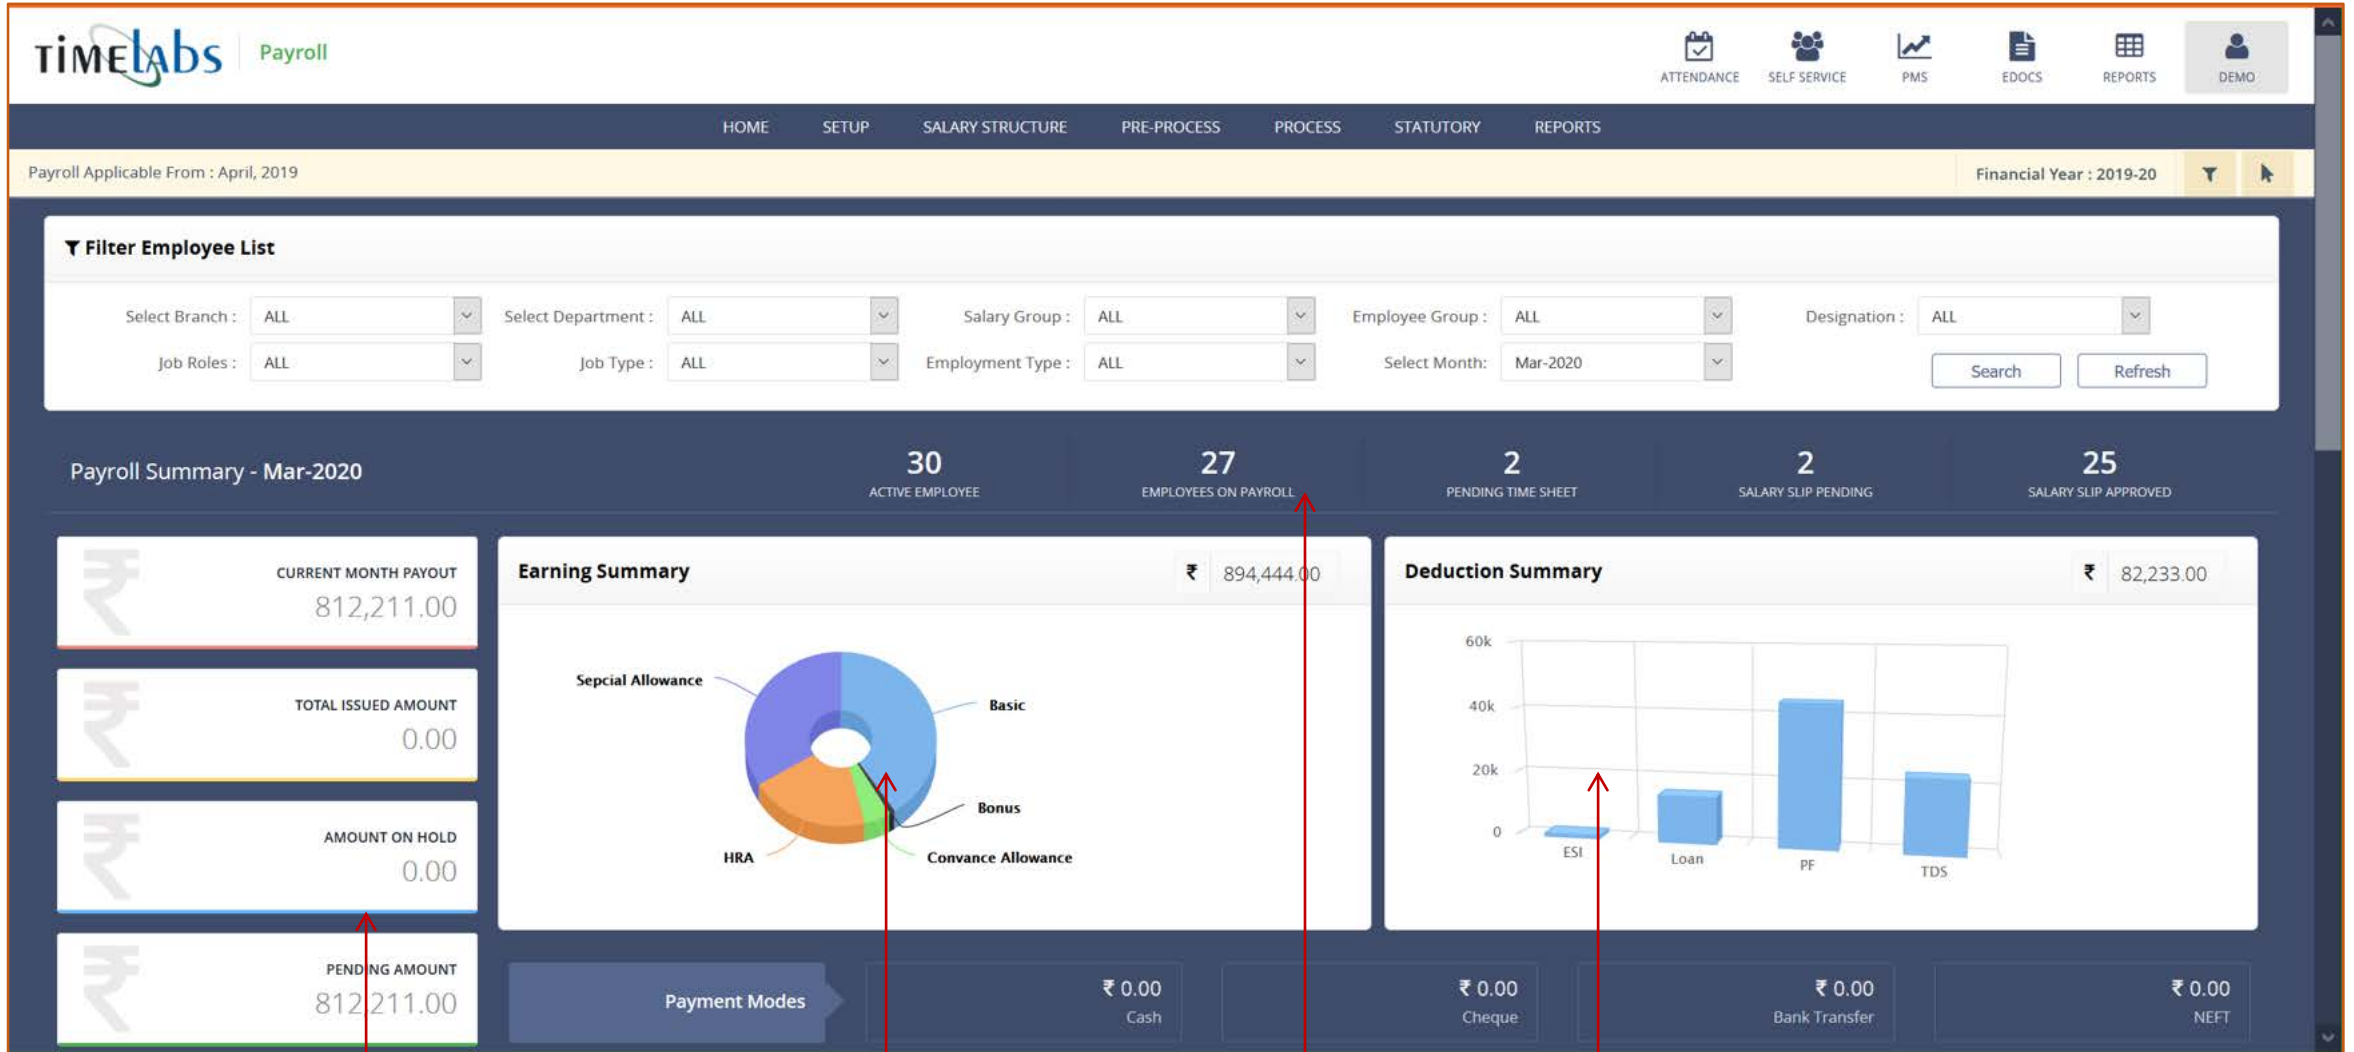 TiMElAbS Payroll
ATTENDANCE SELF SERVICE PMS EDOCS REPORTS DEMO
HOME SETUP SALARY STRUCTURE PRE-PROCESS PROCESS STATUTORY REPORTS
Payroll Applicable From : April, 2019 Financial Year : 2019-20
Filter Employee List
Select Branch : ALL Select Department : ALL Salary Group : ALL Employee Group : ALL Designation : ALL
Job Roles : ALL Job Type : ALL Employment Type : ALL Select Month: Mar-2020 Search Refresh
Payroll Summary - Mar-2020
30 27 2 2 25
ACTIVE EMPLOYEE EMPLOYEES ON PAYROLL PENDING TIME SHEET SALARY SLIP PENDING SALARY SLIP APPROVED
₹ CURRENT MONTH PAYOUT
812,211.00
₹ TOTAL ISSUED AMOUNT
0.00
₹ AMOUNT ON HOLD
0.00
₹ PENDING AMOUNT
812,211.00
Earning Summary ₹ 894,444.00
Sepcial Allowance
Basic
Bonus
HRA
Convance Allowance
Deduction Summary ₹ 82,233.00
60k
40k
20k
0
ESI Loan PF TDS
Payment Modes
₹ 0.00
Cash
₹ 0.00
Cheque
₹ 0.00
Bank Transfer
₹ 0.00
NEFT